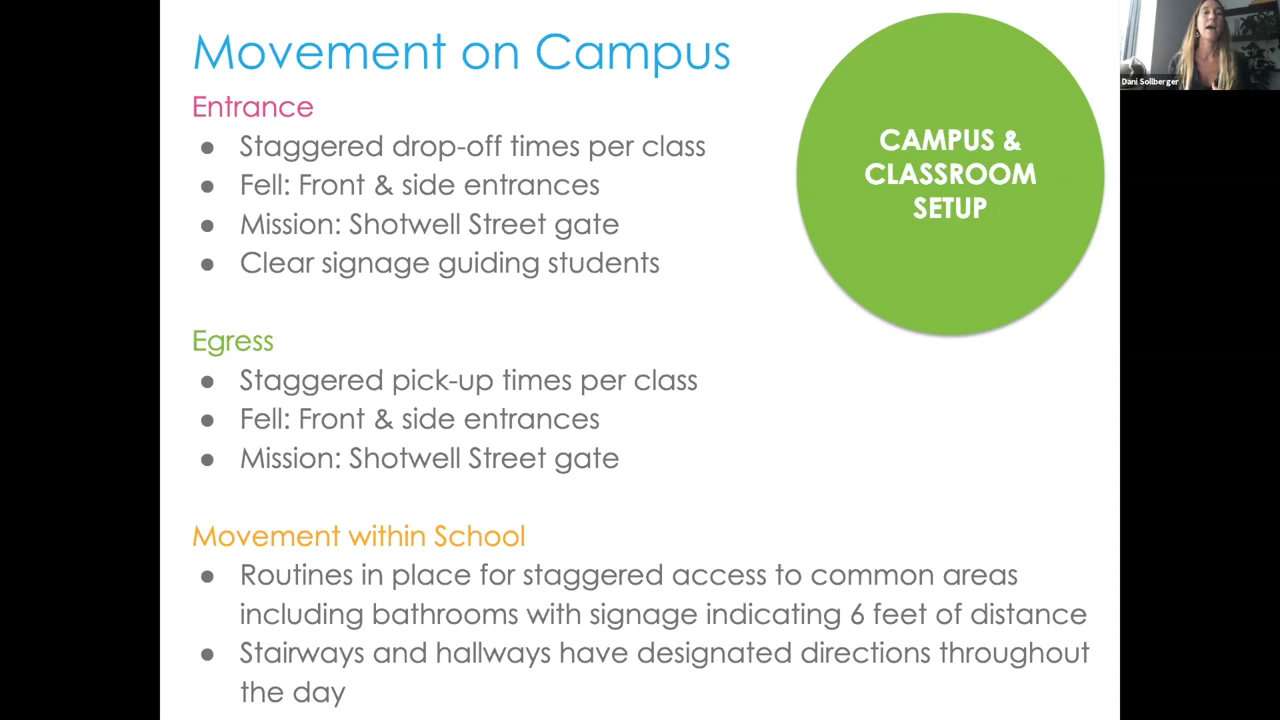 Movement on Campus
Entrance
● Staggered drop-off times per class
● Fell: Front & side entrances
● Mission: Shotwell Street gate
● Clear signage guiding students
Egress
● Staggered pick-up times per class
● Fell: Front & side entrances
● Mission: Shotwell Street gate
Movement within School
● Routines in place for staggered access to common areas
including bathrooms with signage indicating 6 feet of distance
● Stairways and hallways have designated directions throughout
the day
CAMPUS &
CLASSROOM
SETUP
Dani Sollberger